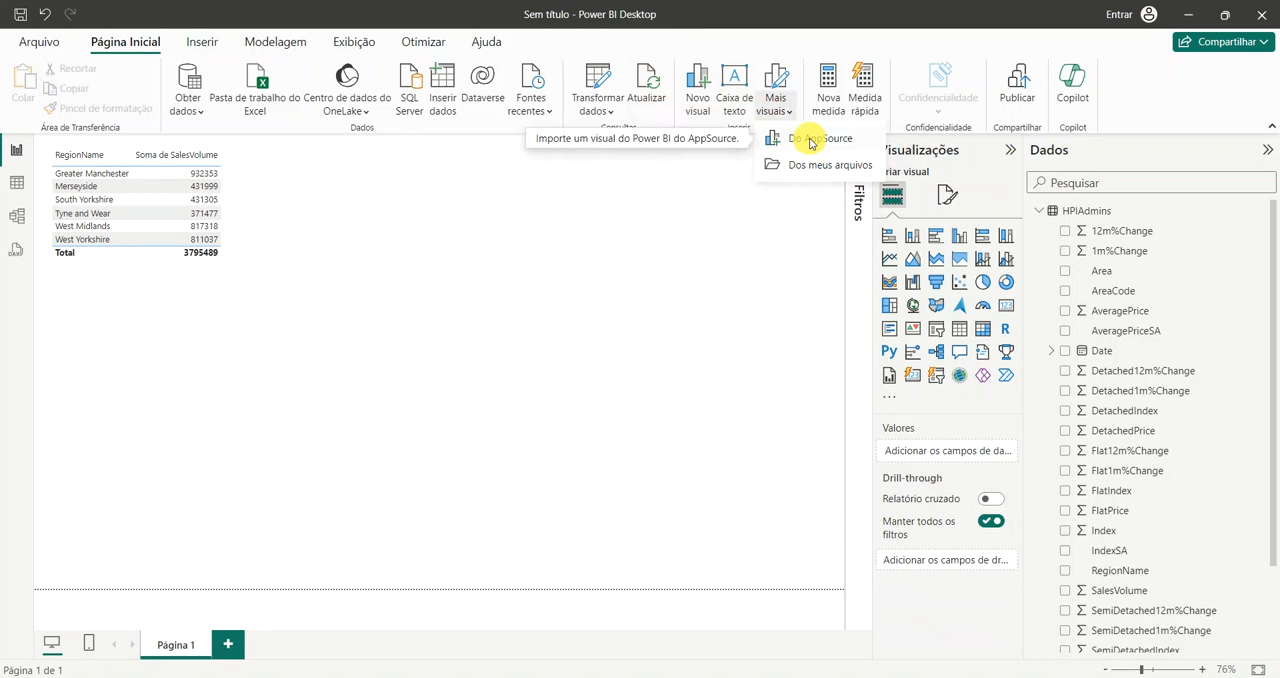 Sem título - Power BI Desktop
Entrar
Arquivo
Página Inicial
Inserir
Modelagem
Exibição
Otimizar
Ajuda
Compartilhar
Colar
Recortar
Copiar
Pincel de formatação
Área de Transferência
Obter dados
Pasta de trabalho do Excel
Centro de dados do OneLake
SQL Server
Inserir dados
Dataverse
Fontes recentes
Dados
Transformar dados
Atualizar
Consultas
Novo visual
Caixa de texto
Mais visuais
Inserir
Nova medida
Medida rápida
Confidencialidade
Confidencialidade
Publicar
Compartilhar
Copilot
Copilot
Importe um visual do Power BI do AppSource.
Do AppSource
Dos meus arquivos
RegionName Soma de SalesVolume
Greater Manchester 932353
Merseyside 431999
South Yorkshire 431305
Tyne and Wear 371477
West Midlands 817318
West Yorkshire 811037
Total 3795489
Filtros
Visualizações
R
Py
123
...
Valores
Adicionar os campos de da...
Drill-through
Relatório cruzado
Manter todos os
filtros
Adicionar os campos de dr...
Dados
Pesquisar
HPIAdmins
12m%Change
1m%Change
Area
AreaCode
AveragePrice
AveragePriceSA
Date
Detached12m%Change
Detached1m%Change
DetachedIndex
DetachedPrice
Flat12m%Change
Flat1m%Change
FlatIndex
FlatPrice
Index
IndexSA
RegionName
SalesVolume
SemiDetached12m%Change
SemiDetached1m%Change
SemiDetachedIndex
Página 1
Página 1 de 1
76%